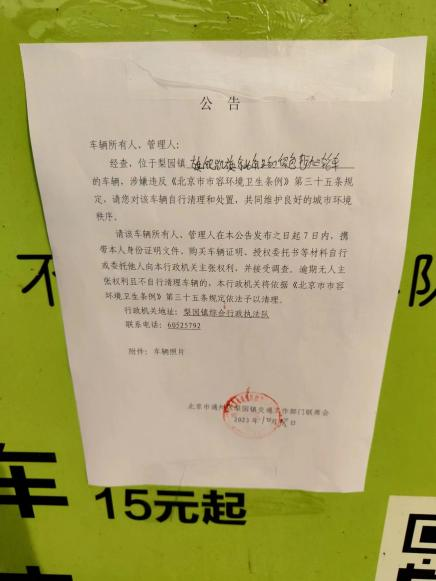 公 告
车辆所有人、管理人：
经查，位于梨园镇
的车辆，涉嫌违反《北京市市容环境卫生条例》第三十五条规
定，请您对该车辆自行清理和处置，共同维护良好的城市环境
秩序。
请该车辆所有人、管理人在本公告发布之日起7日内，携
带本人身份证明文件、购买车辆证明、授权委托书等材料自行
或委托他人向本行政机关主张权利，并接受调查。逾期无人主
张权利且不自行清理车辆的，本行政机关将依据《北京市市容
环境卫生条例》第三十五条规定依法予以清理。
行政机关地址：梨园镇综合行政执法队
联系电话：60525792
附件：车辆照片
北京市通州区梨园镇交通工作部门联席会
2023 年 月 日
不
队
车
15元起